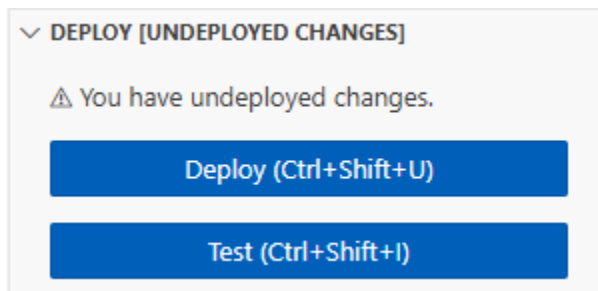 DEPLOY [UNDEPLOYED CHANGES]
⚠ You have undeployed changes.
Deploy (Ctrl+Shift+U)
Test (Ctrl+Shift+I)